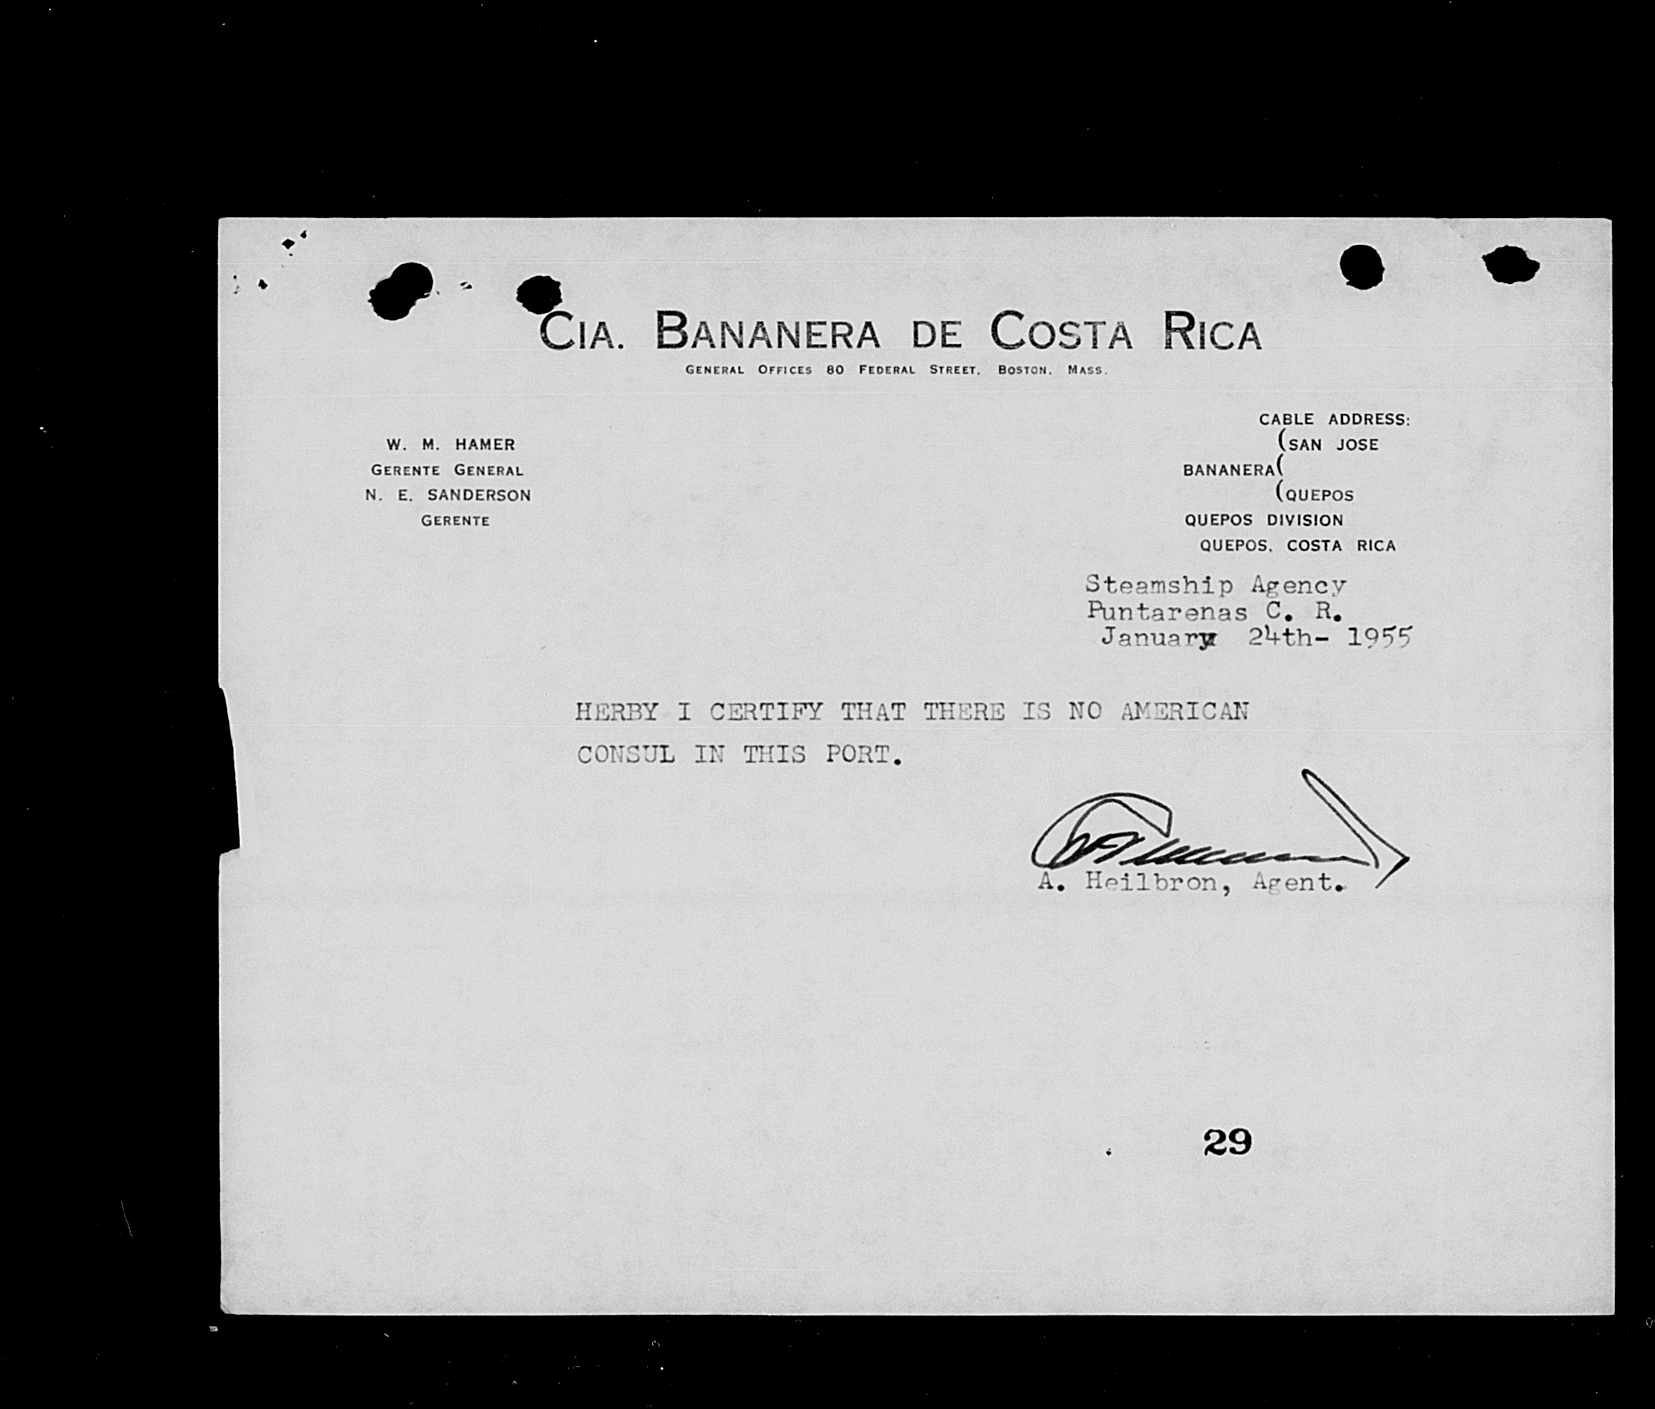 CIA. BANANERA DE COSTA RICA
GENERAL OFFICES 80 FEDERAL STREET, BOSTON, MASS.
W. M. HAMER
GERENTE GENERAL
N. E. SANDERSON
GERENTE
CABLE ADDRESS:
(SAN JOSE
BANANERA(
(QUEPOS
QUEPOS DIVISION
QUEPOS, COSTA RICA
Steamship Agency
Puntarenas C. R.
January 24th- 1955
HERBY I CERTIFY THAT THERE IS NO AMERICAN
CONSUL IN THIS PORT.
A. Heilbron, Agent.
29